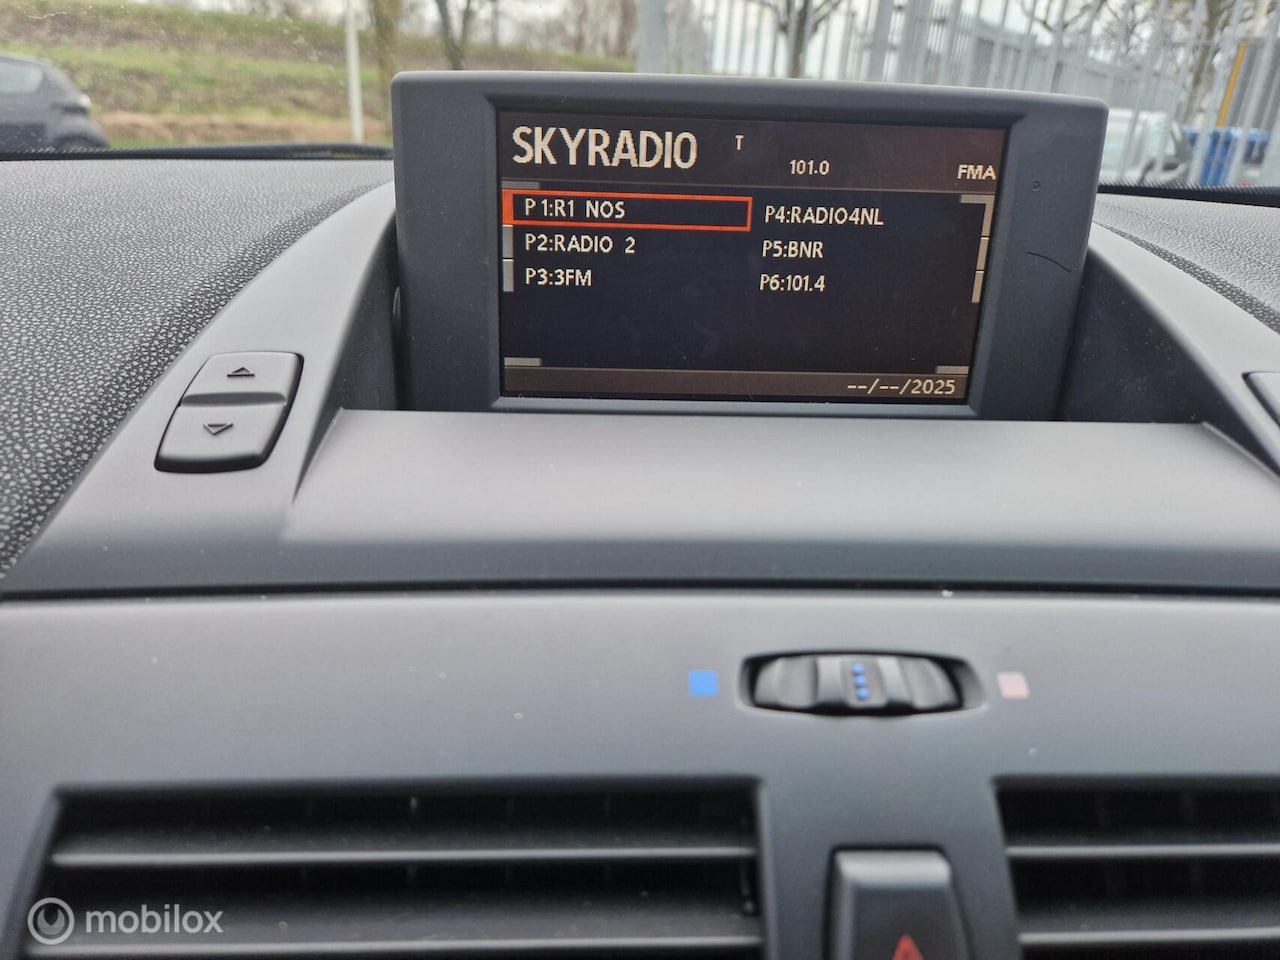 SKYRADIO T 101.0 FMA
P1:R1 NOS P4:RADIO4NL
P2:RADIO 2 P5:BNR
P3:3FM P6:101.4
--/--/2025
mobilox